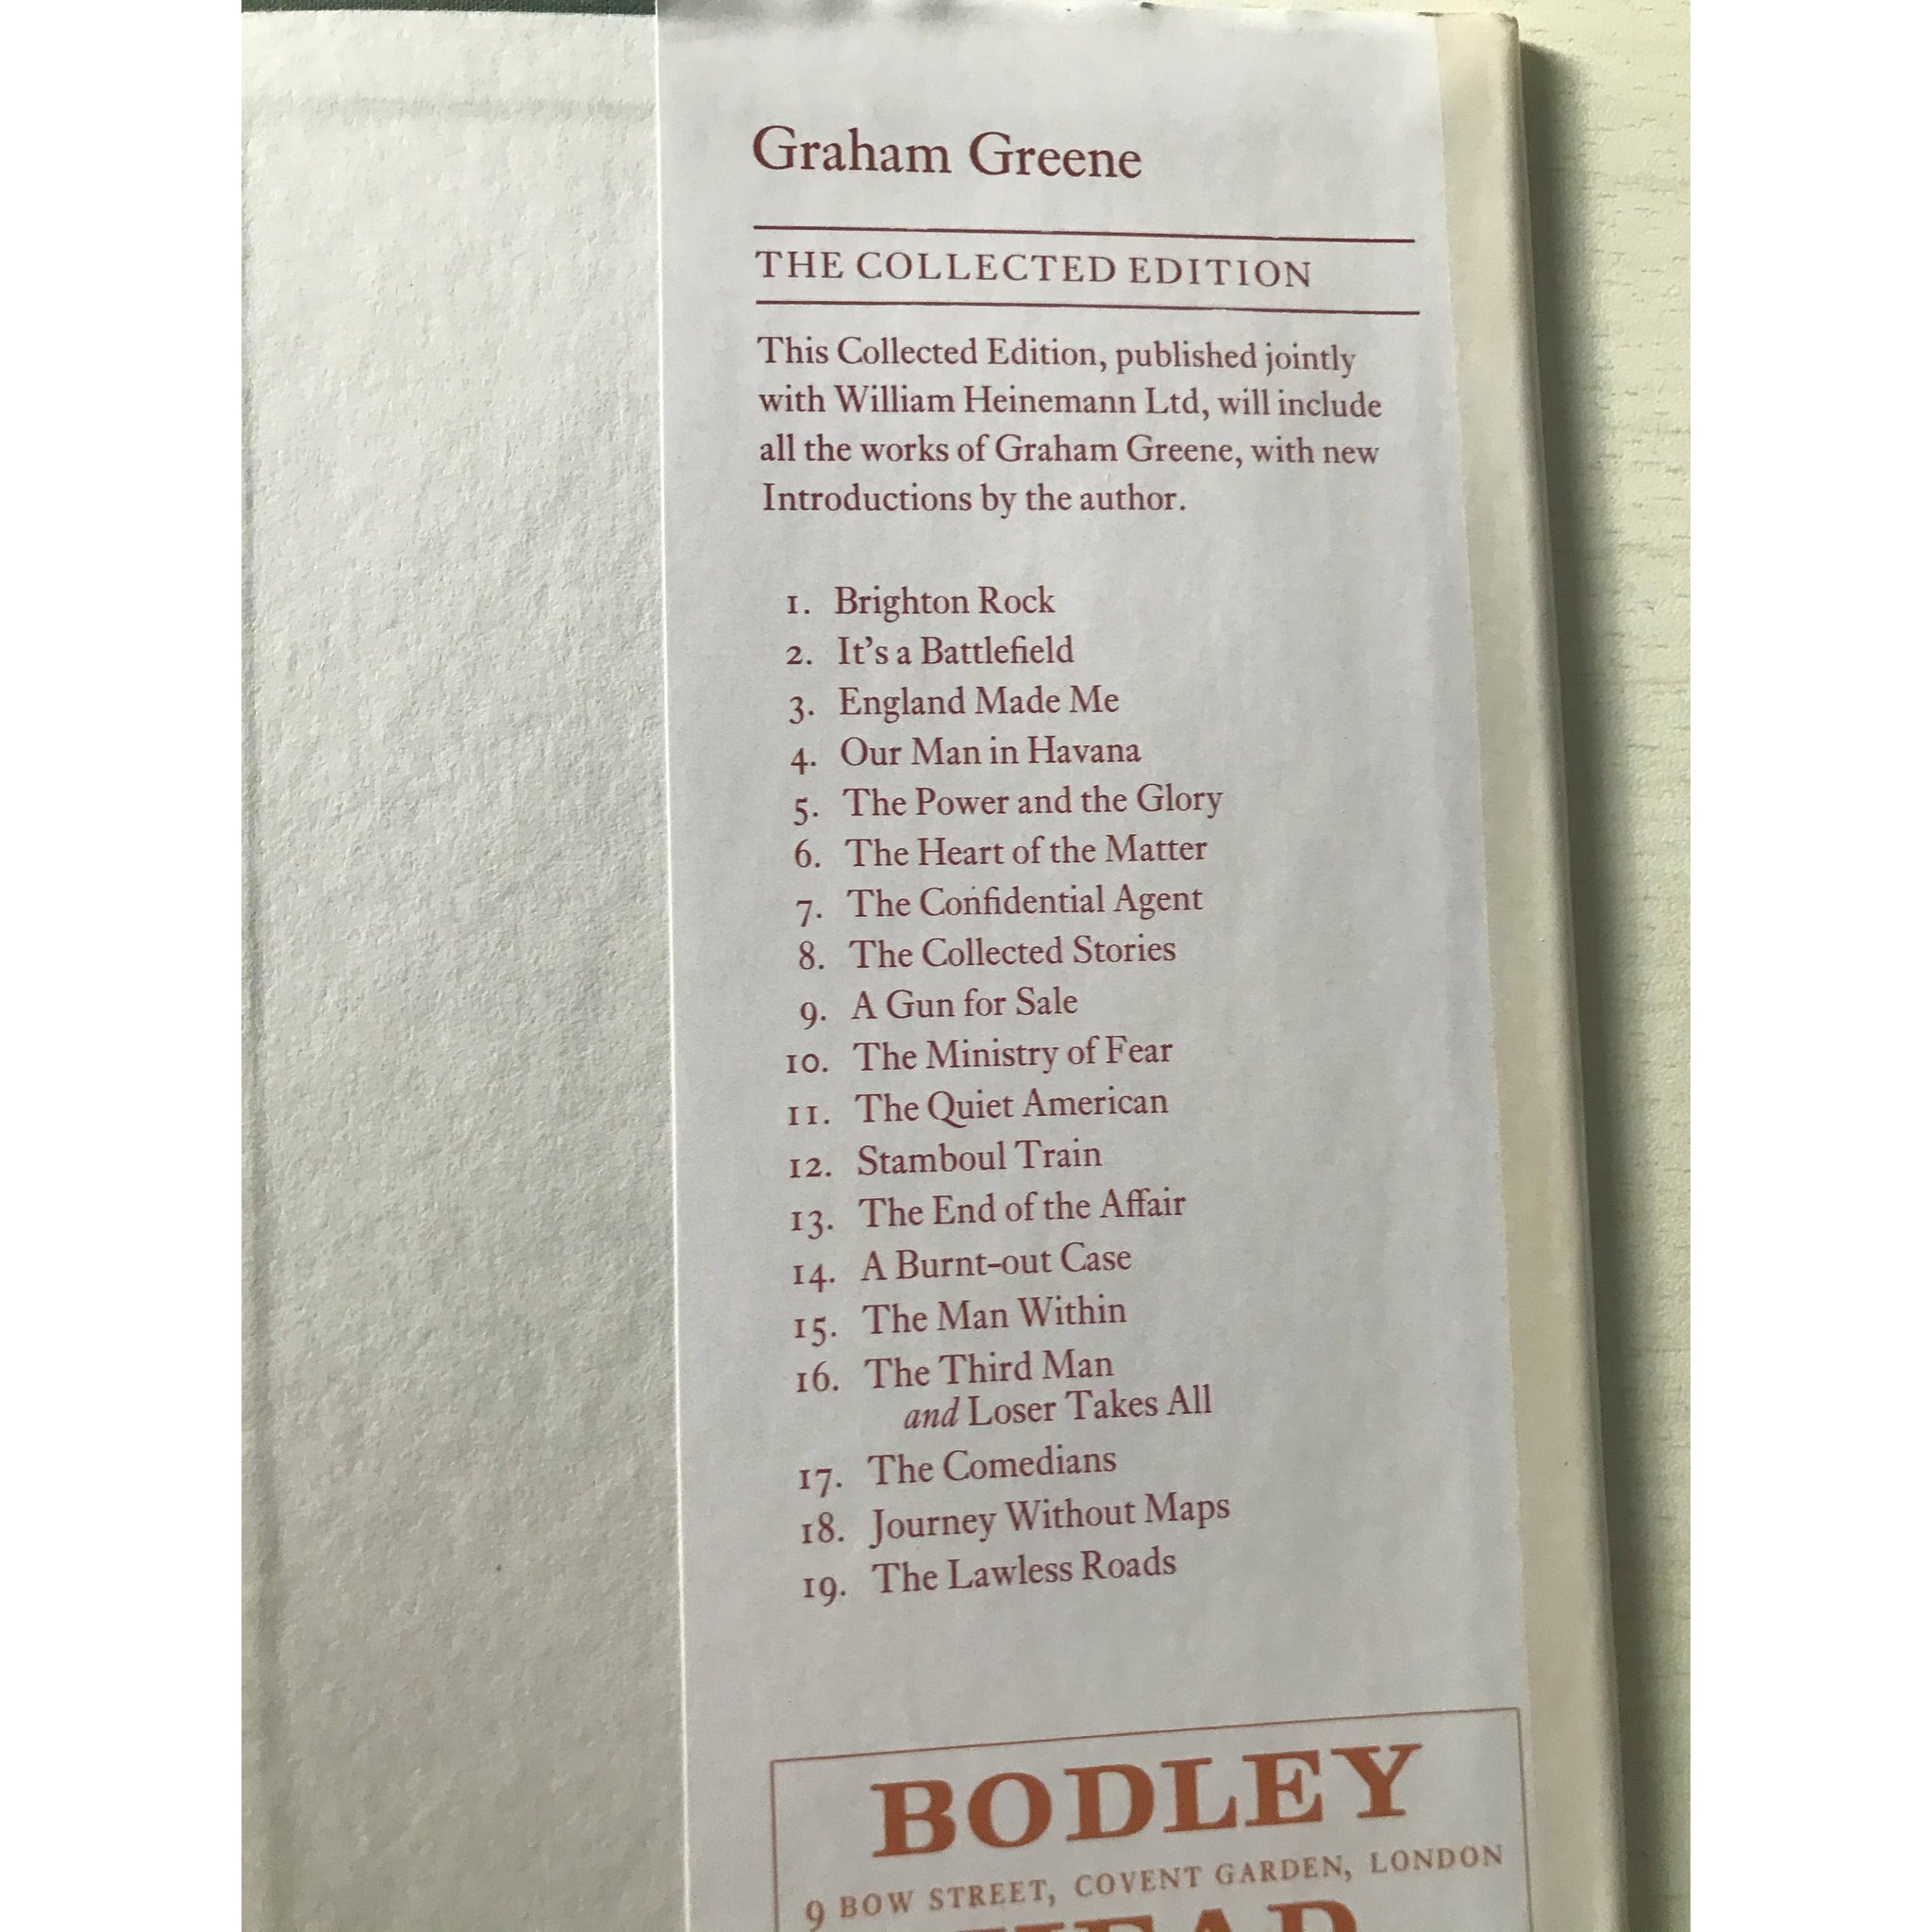 Graham Greene
THE COLLECTED EDITION
This Collected Edition, published jointly
with William Heinemann Ltd, will include
all the works of Graham Greene, with new
Introductions by the author.
1. Brighton Rock
2. It's a Battlefield
3. England Made Me
4. Our Man in Havana
5. The Power and the Glory
6. The Heart of the Matter
7. The Confidential Agent
8. The Collected Stories
9. A Gun for Sale
10. The Ministry of Fear
11. The Quiet American
12. Stamboul Train
13. The End of the Affair
14. A Burnt-out Case
15. The Man Within
16. The Third Man
and Loser Takes All
17. The Comedians
18. Journey Without Maps
19. The Lawless Roads
BODLEY
9 BOW STREET, COVENT GARDEN, LONDON
HEAD